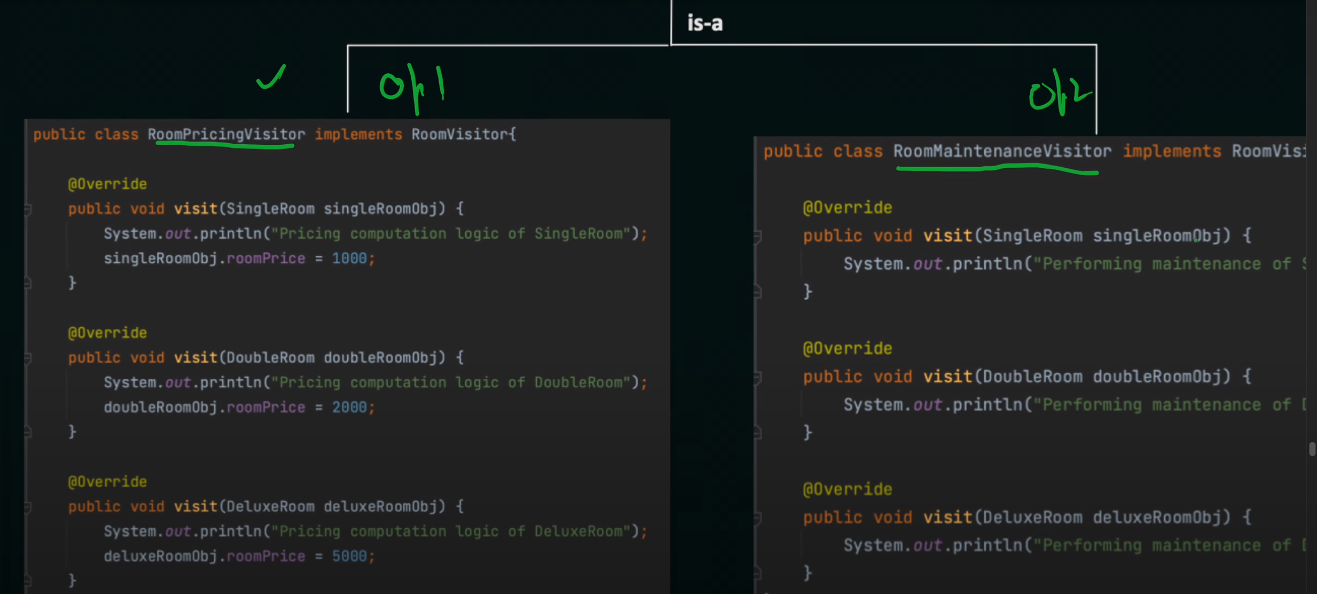 is-a
Op1
Op2
public class RoomPricingVisitor implements RoomVisitor{
@Override
public void visit(SingleRoom singleRoomObj) {
System.out.println("Pricing computation logic of SingleRoom");
singleRoomObj.roomPrice = 1000;
}
@Override
public void visit(DoubleRoom doubleRoomObj) {
System.out.println("Pricing computation logic of DoubleRoom");
doubleRoomObj.roomPrice = 2000;
}
@Override
public void visit(DeluxeRoom deluxeRoomObj) {
System.out.println("Pricing computation logic of DeluxeRoom");
deluxeRoomObj.roomPrice = 5000;
}
public class RoomMaintenanceVisitor implements RoomVis
@Override
public void visit(SingleRoom singleRoomObj) {
System.out.println("Performing maintenance of S
}
@Override
public void visit(DoubleRoom doubleRoomObj) {
System.out.println("Performing maintenance of D
}
@Override
public void visit(DeluxeRoom deluxeRoomObj) {
System.out.println("Performing maintenance of D
}